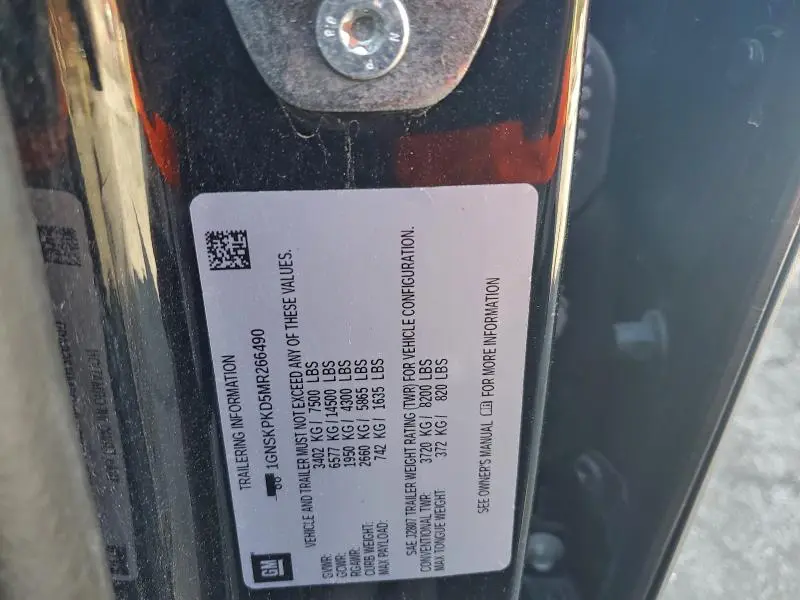 TRAILERING INFORMATION
GM
1GNSKPKD5MR266490
VEHICLE AND TRAILER MUST NOT EXCEED ANY OF THESE VALUES.
GVWR: 3402 KG / 7500 LBS
GCWR: 6577 KG / 14500 LBS
RGAWR: 1950 KG / 4300 LBS
CURB WEIGHT: 2660 KG / 5865 LBS
MAX PAYLOAD: 742 KG / 1635 LBS
SAE J2807 TRAILER WEIGHT RATING (TWR) FOR VEHICLE CONFIGURATION.
CONVENTIONAL TWR: 3720 KG / 8200 LBS
MAX TONGUE WEIGHT: 372 KG / 820 LBS
SEE OWNER'S MANUAL FOR MORE INFORMATION